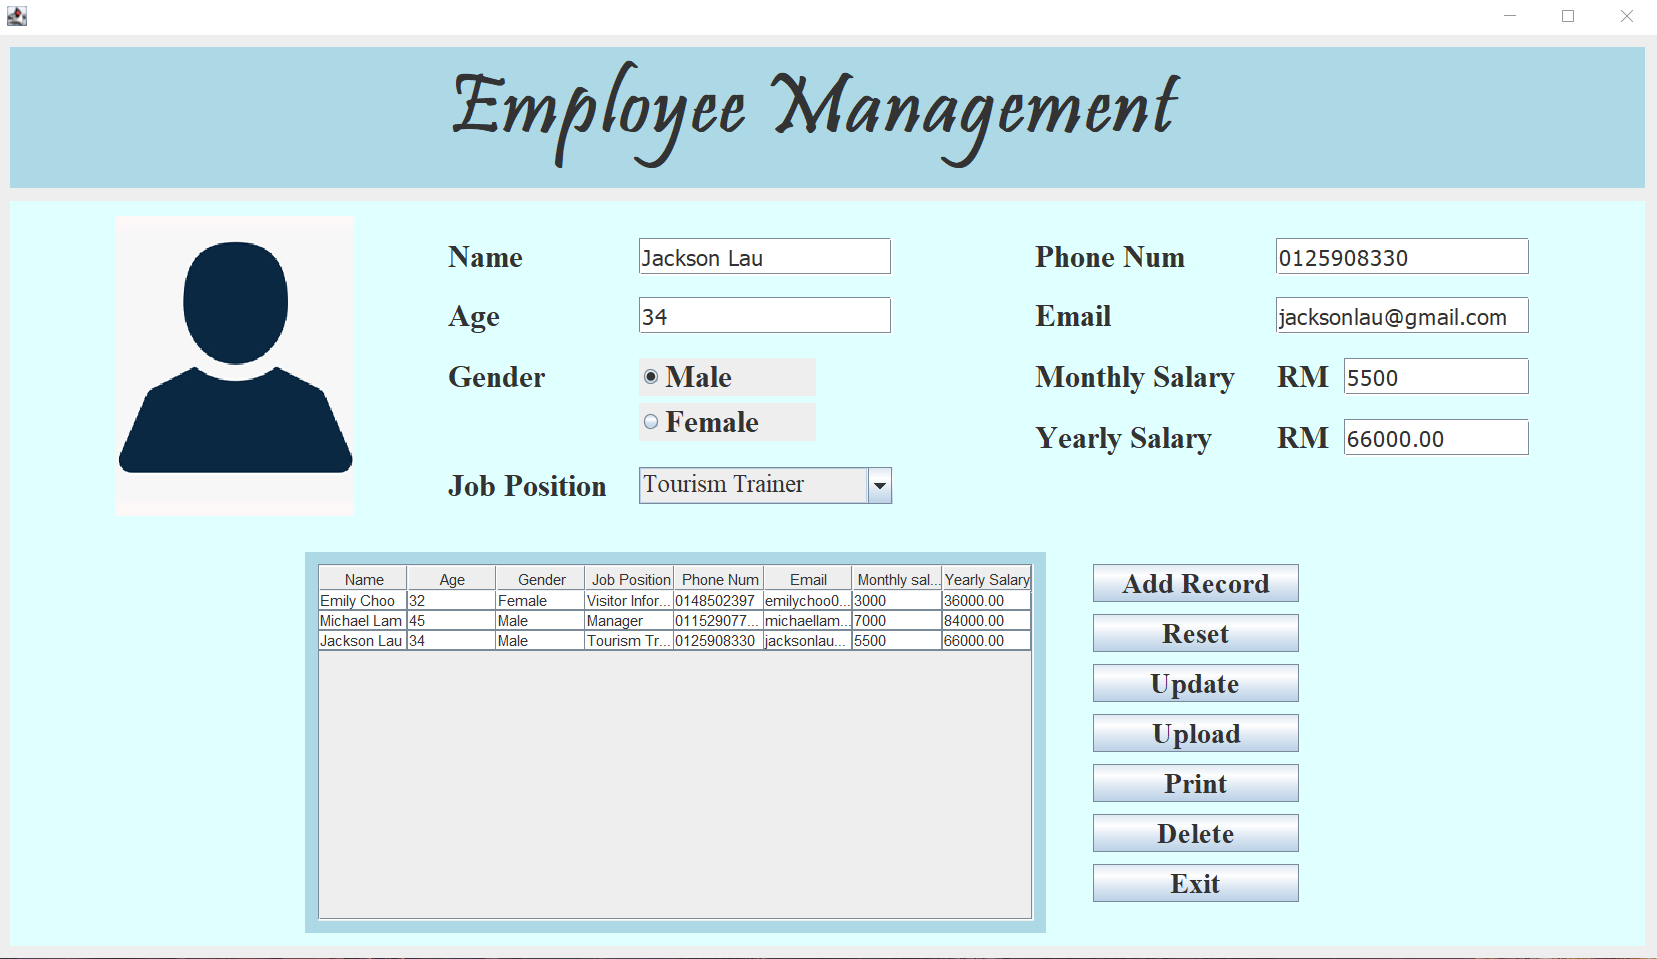 Employee Management
Name Jackson Lau Phone Num 0125908330
Age 34 Email jacksonlau@gmail.com
Gender Male Monthly Salary RM 5500
Female
Yearly Salary RM 66000.00
Job Position Tourism Trainer
Name Age Gender Job Position Phone Num Email Monthly sal... Yearly Salary
Emily Choo 32 Female Visitor Infor... 0148502397 emilychoo0... 3000 36000.00
Michael Lam 45 Male Manager 011529077... michaellam... 7000 84000.00
Jackson Lau 34 Male Tourism Tr... 0125908330 jacksonlau... 5500 66000.00
Add Record
Reset
Update
Upload
Print
Delete
Exit